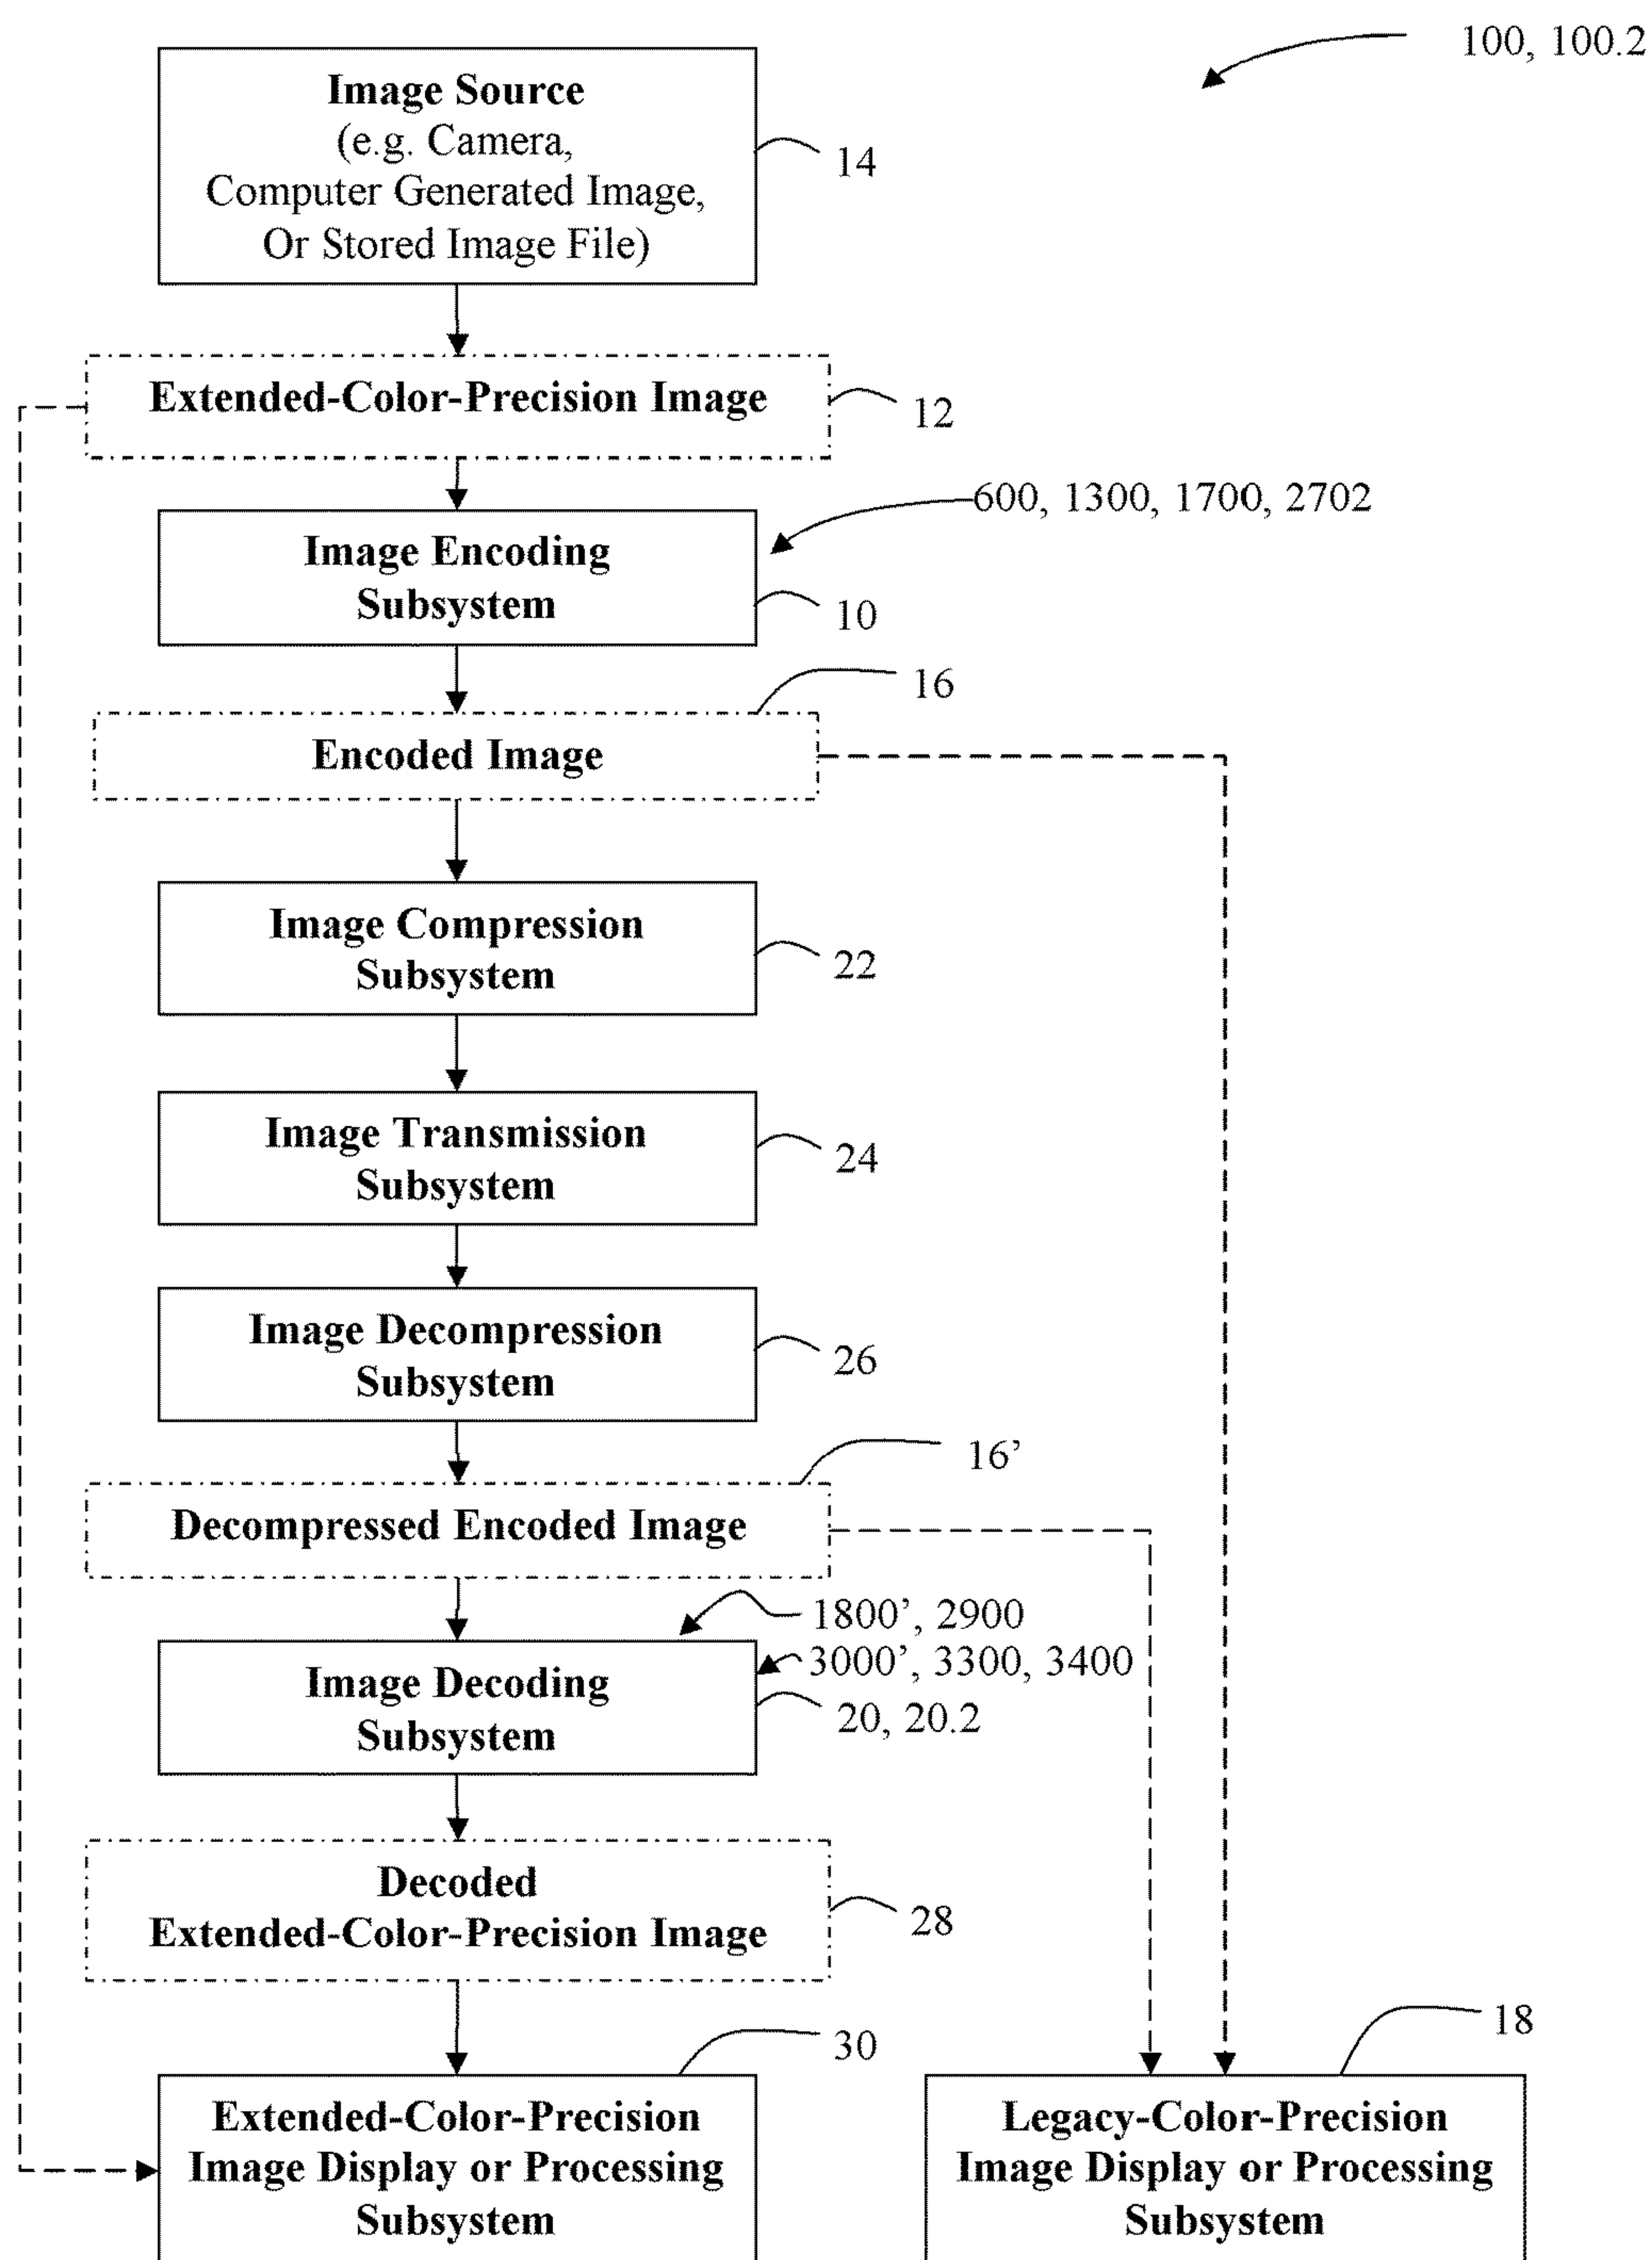 100, 100.2
Image Source
(e.g. Camera,
Computer Generated Image,
Or Stored Image File)
14
Extended-Color-Precision Image
12
600, 1300, 1700, 2702
Image Encoding
Subsystem
10
16
Encoded Image
Image Compression
Subsystem
22
Image Transmission
Subsystem
24
Image Decompression
Subsystem
26
16’
Decompressed Encoded Image
1800’, 2900
3000’, 3300, 3400
Image Decoding
Subsystem
20, 20.2
Decoded
Extended-Color-Precision Image
28
30
Extended-Color-Precision
Image Display or Processing
Subsystem
18
Legacy-Color-Precision
Image Display or Processing
Subsystem